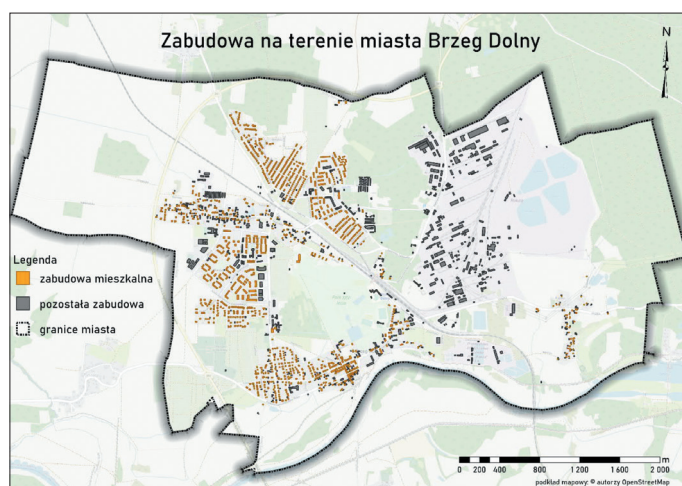 Zabudowa na terenie miasta Brzeg Dolny
N
Legenda
zabudowa mieszkalna
pozostała zabudowa
granice miasta
m
0 200 400 800 1 200 1 600 2 000
podkład mapowy: © autorzy OpenStreetMap